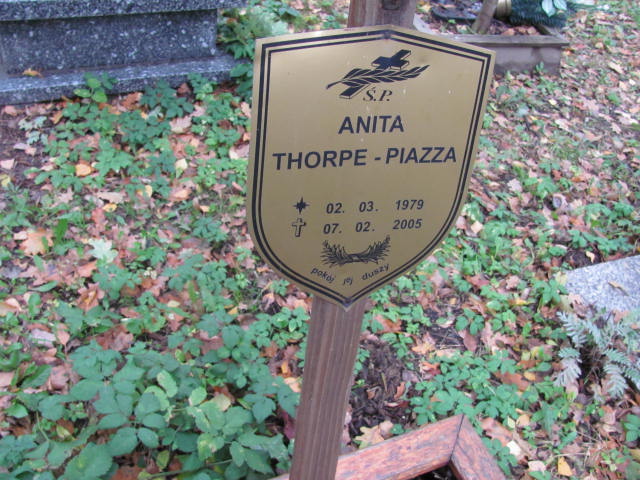 Ś.P.
ANITA
THORPE - PIAZZA
02. 03. 1979
07. 02. 2005
pokój jej duszy